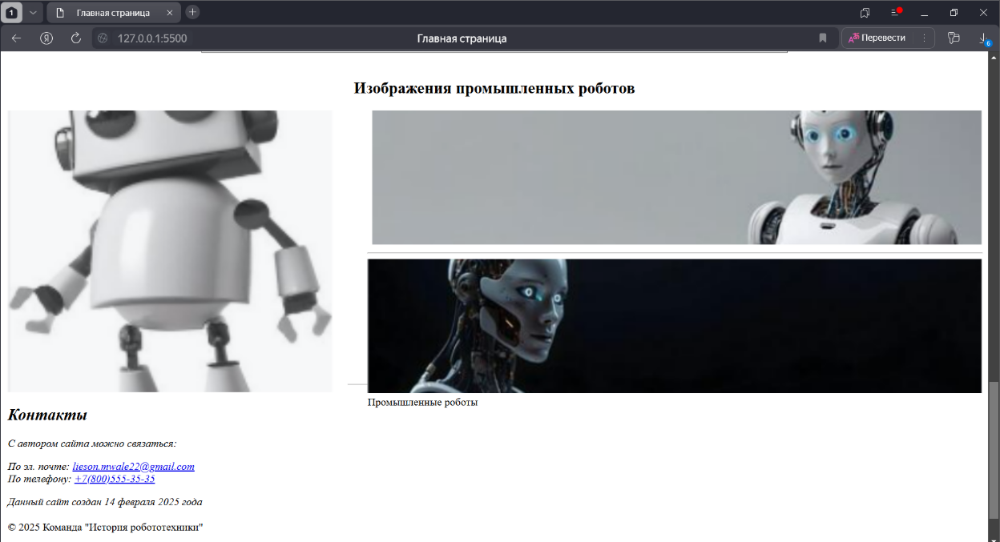 1
Главная страница
Я
127.0.0.1:5500
Главная страница
Перевести
6
Изображения промышленных роботов
Промышленные роботы
Контакты
С автором сайта можно связаться:
По эл. почте: lieson.mwale22@gmail.com
По телефону: +7(800)555-35-35
Данный сайт создан 14 февраля 2025 года
© 2025 Команда "История робототехники"